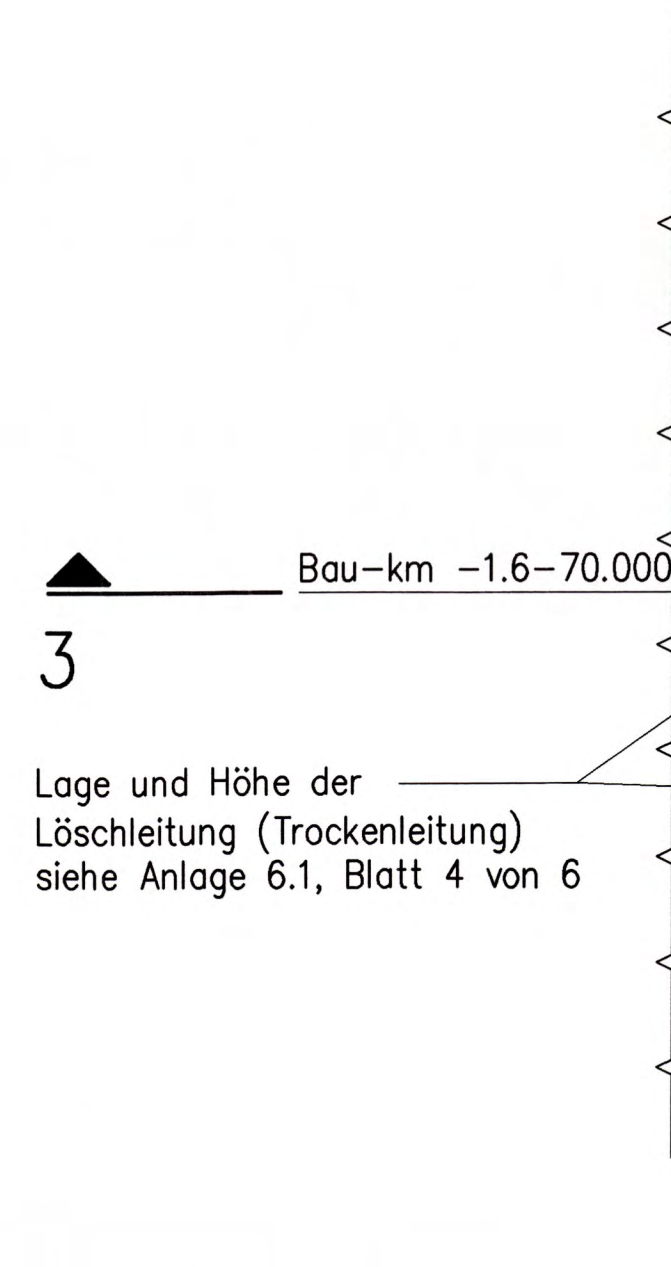 Bau-km -1.6-70.000
3
Lage und Höhe der
Löschleitung (Trockenleitung)
siehe Anlage 6.1, Blatt 4 von 6